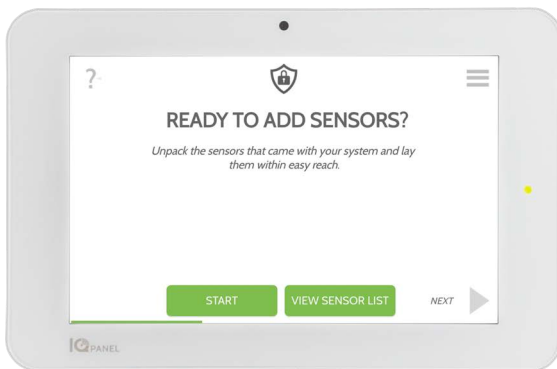 ?
READY TO ADD SENSORS?
Unpack the sensors that came with your system and lay
them within easy reach.
START
VIEW SENSOR LIST
NEXT
IQ PANEL